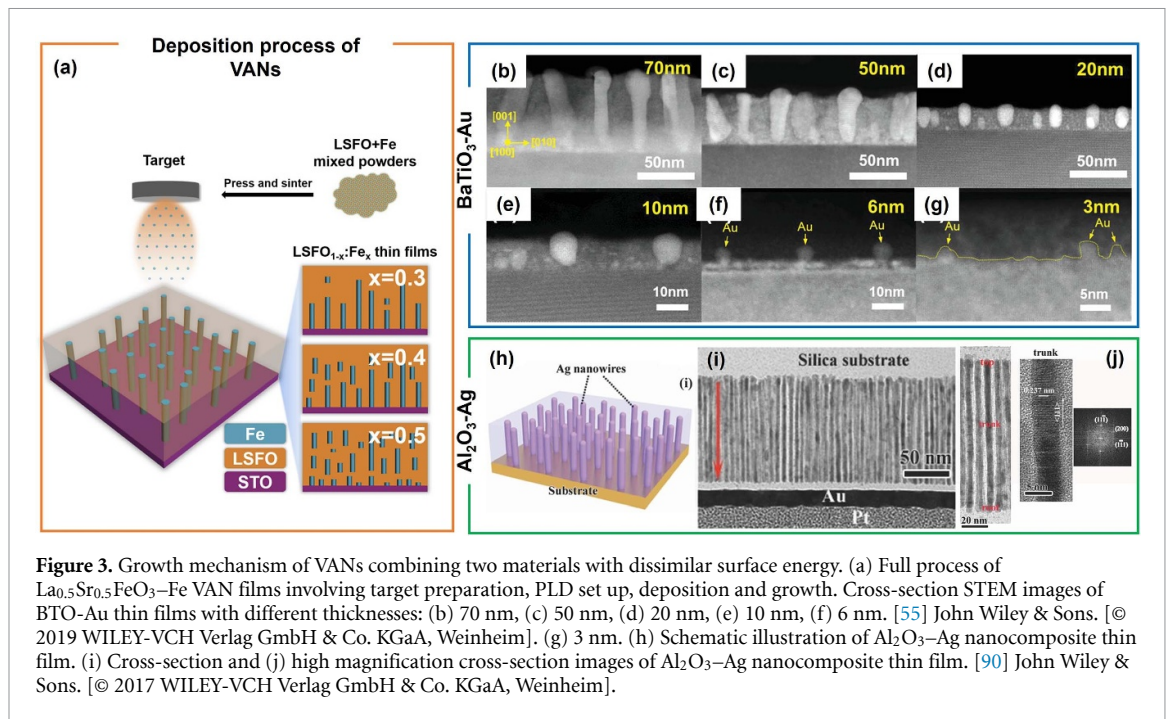 Deposition process of
VANs
(a)
Target
LSFO+Fe
mixed powders
Press and sinter
LSFO1-x:Fex thin films
x=0.3
x=0.4
x=0.5
Fe
LSFO
STO
BaTiO3-Au
(b)
70nm
[001]
[010]
[100]
50nm
(c)
50nm
50nm
(d)
20nm
50nm
(e)
10nm
10nm
(f)
6nm
Au
Au
Au
10nm
(g)
3nm
Au
Au
5nm
Al2O3-Ag
(h)
Ag nanowires
(i)
Substrate
(i)
Silica substrate
50 nm
Au
Pt
trunk
20 nm
trunk
0.237 nm
(j)
(200)
Figure 3. Growth mechanism of VANs combining two materials with dissimilar surface energy. (a) Full process of
La0.5Sr0.5FeO3–Fe VAN films involving target preparation, PLD set up, deposition and growth. Cross-section STEM images of
BTO-Au thin films with different thicknesses: (b) 70 nm, (c) 50 nm, (d) 20 nm, (e) 10 nm, (f) 6 nm. [55] John Wiley & Sons. [©
2019 WILEY-VCH Verlag GmbH & Co. KGaA, Weinheim]. (g) 3 nm. (h) Schematic illustration of Al2O3–Ag nanocomposite thin
film. (i) Cross-section and (j) high magnification cross-section images of Al2O3–Ag nanocomposite thin film. [90] John Wiley &
Sons. [© 2017 WILEY-VCH Verlag GmbH & Co. KGaA, Weinheim].